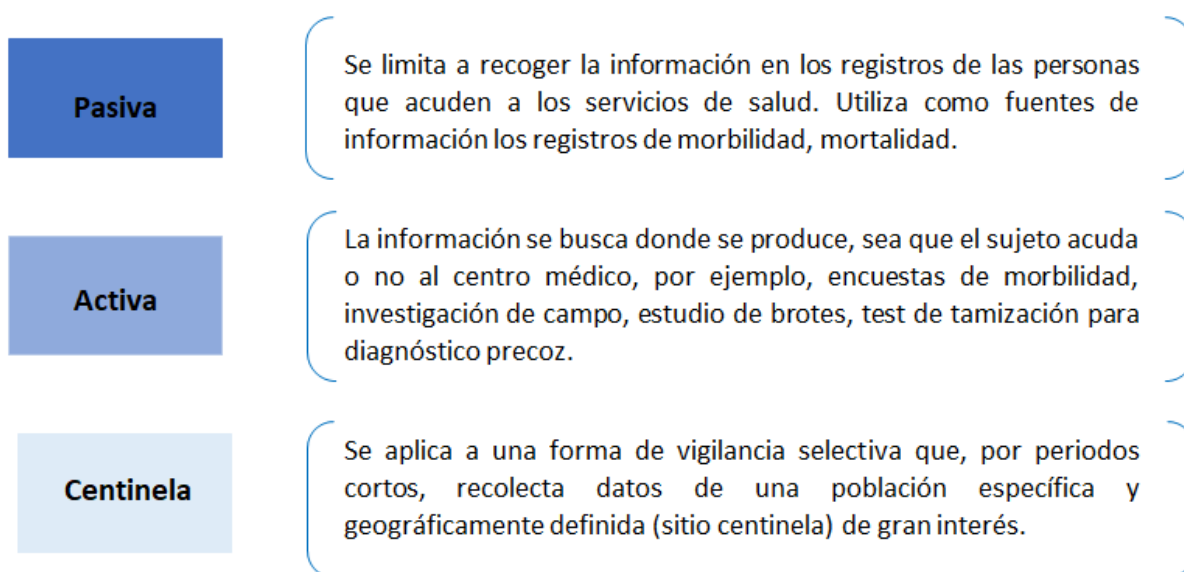 Pasiva
Se limita a recoger la información en los registros de las personas
que acuden a los servicios de salud. Utiliza como fuentes de
información los registros de morbilidad, mortalidad.
Activa
La información se busca donde se produce, sea que el sujeto acuda
o no al centro médico, por ejemplo, encuestas de morbilidad,
investigación de campo, estudio de brotes, test de tamización para
diagnóstico precoz.
Centinela
Se aplica a una forma de vigilancia selectiva que, por periodos
cortos, recolecta datos de una población específica y
geográficamente definida (sitio centinela) de gran interés.